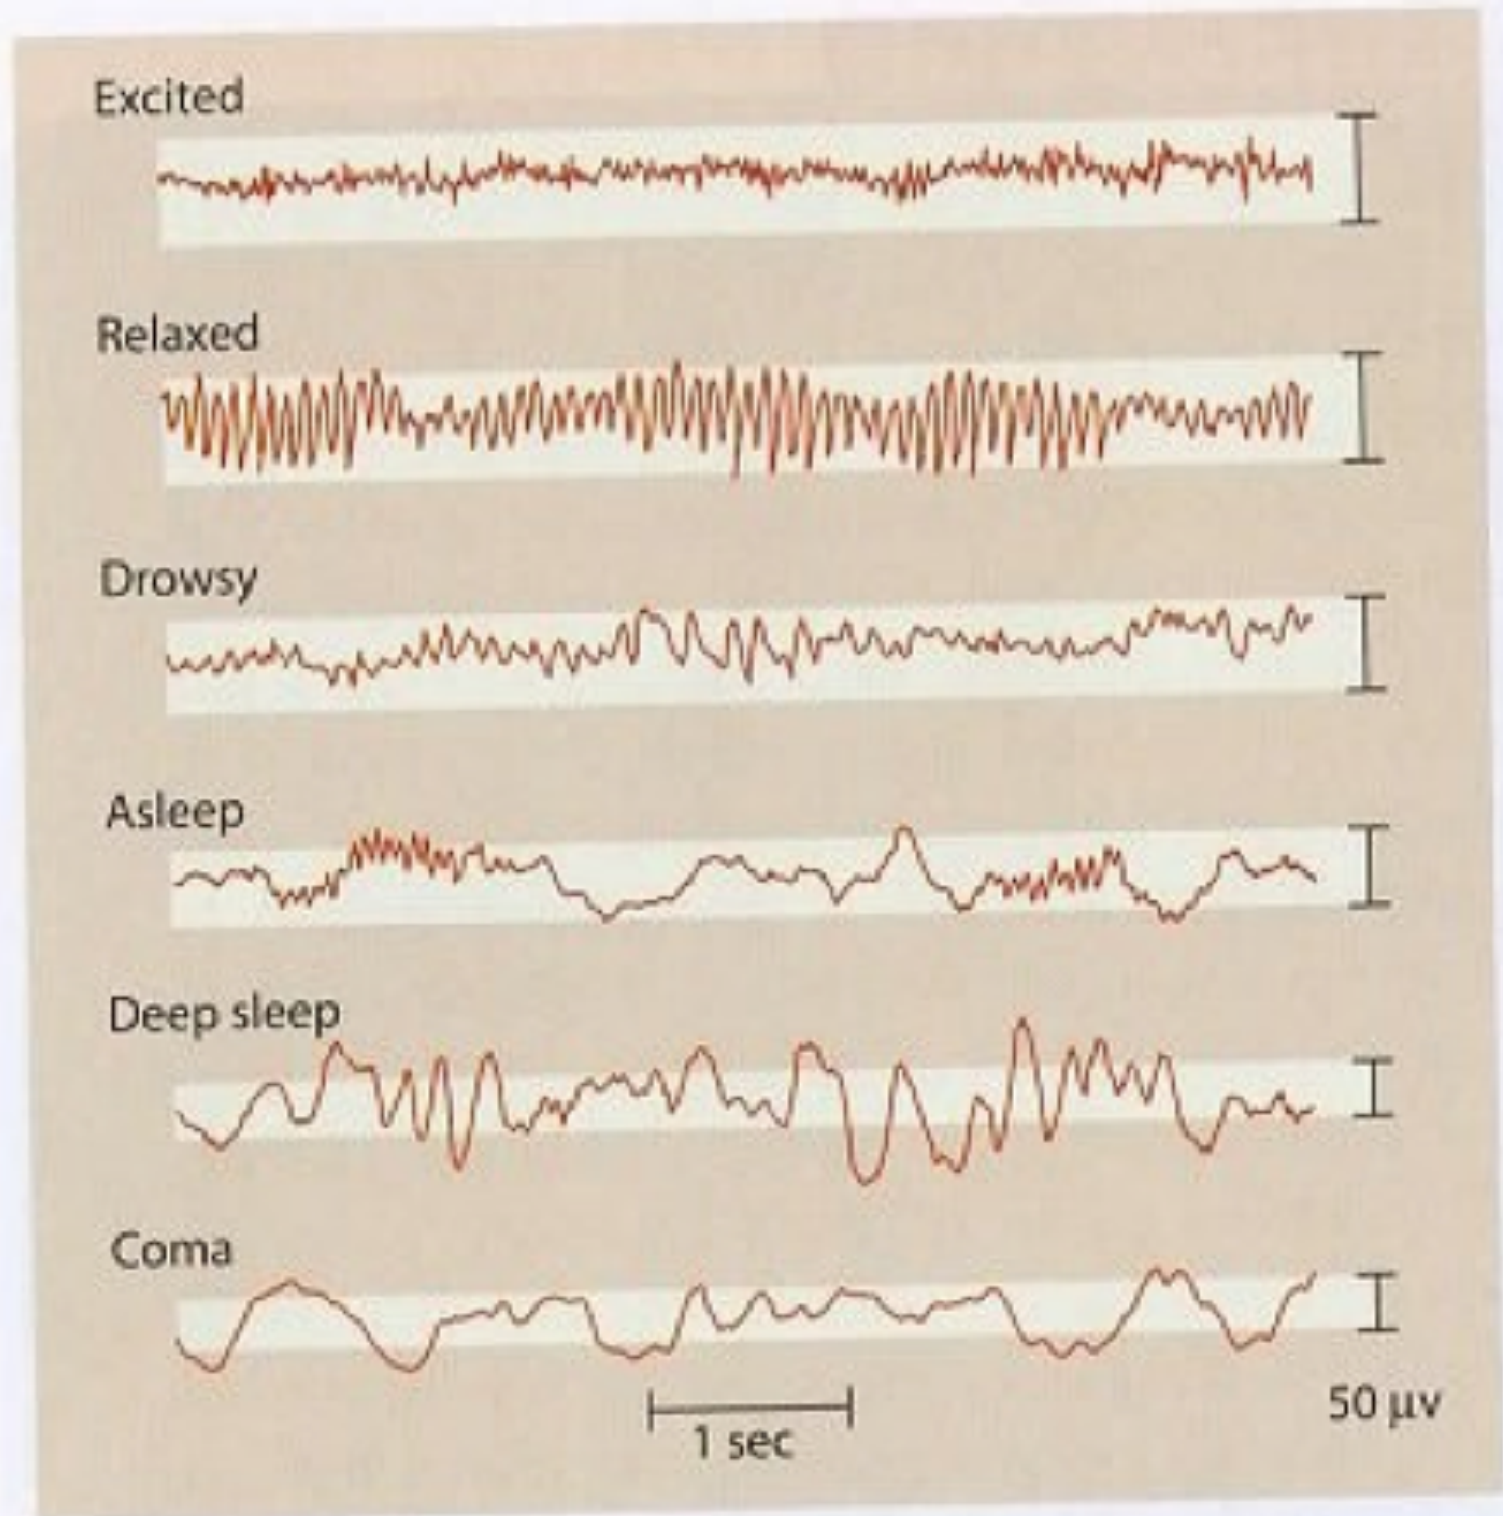 Excited
Relaxed
Drowsy
Asleep
Deep sleep
Coma
1 sec
50 μv